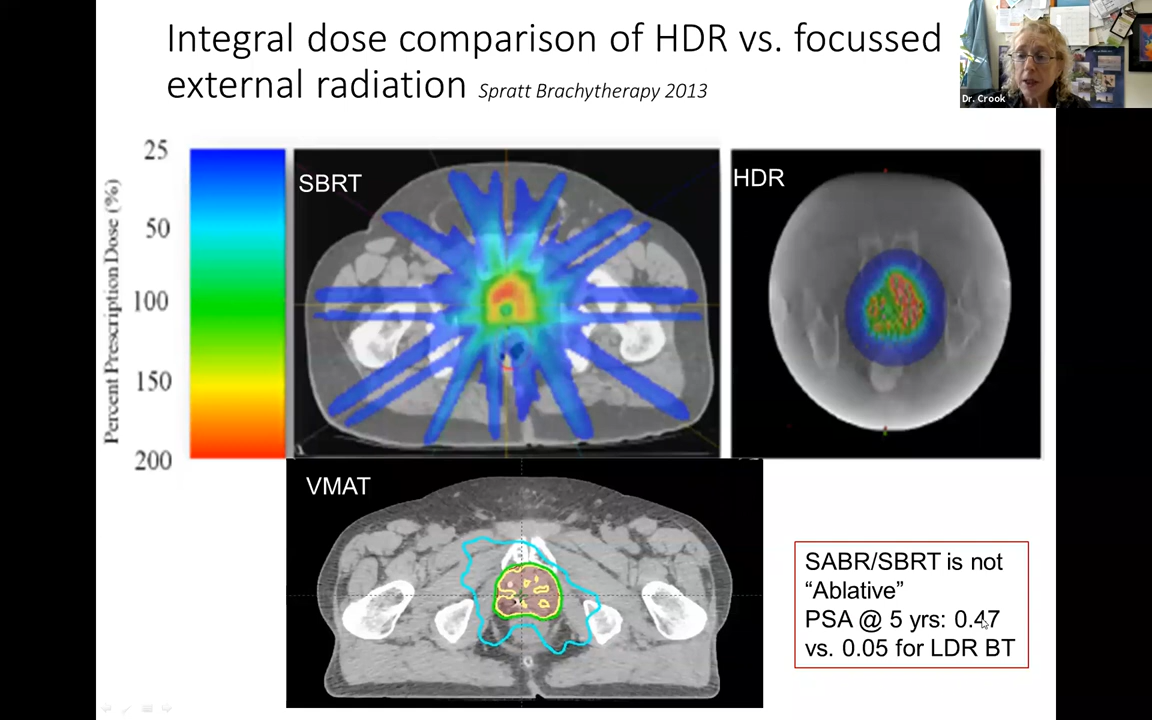 Integral dose comparison of HDR vs. focussed
external radiation Spratt Brachytherapy 2013
Dr. Crook
Percent Prescription Dose (%)
25
50
100
150
200
SBRT
HDR
VMAT
SABR/SBRT is not
“Ablative”
PSA @ 5 yrs: 0.47
vs. 0.05 for LDR BT